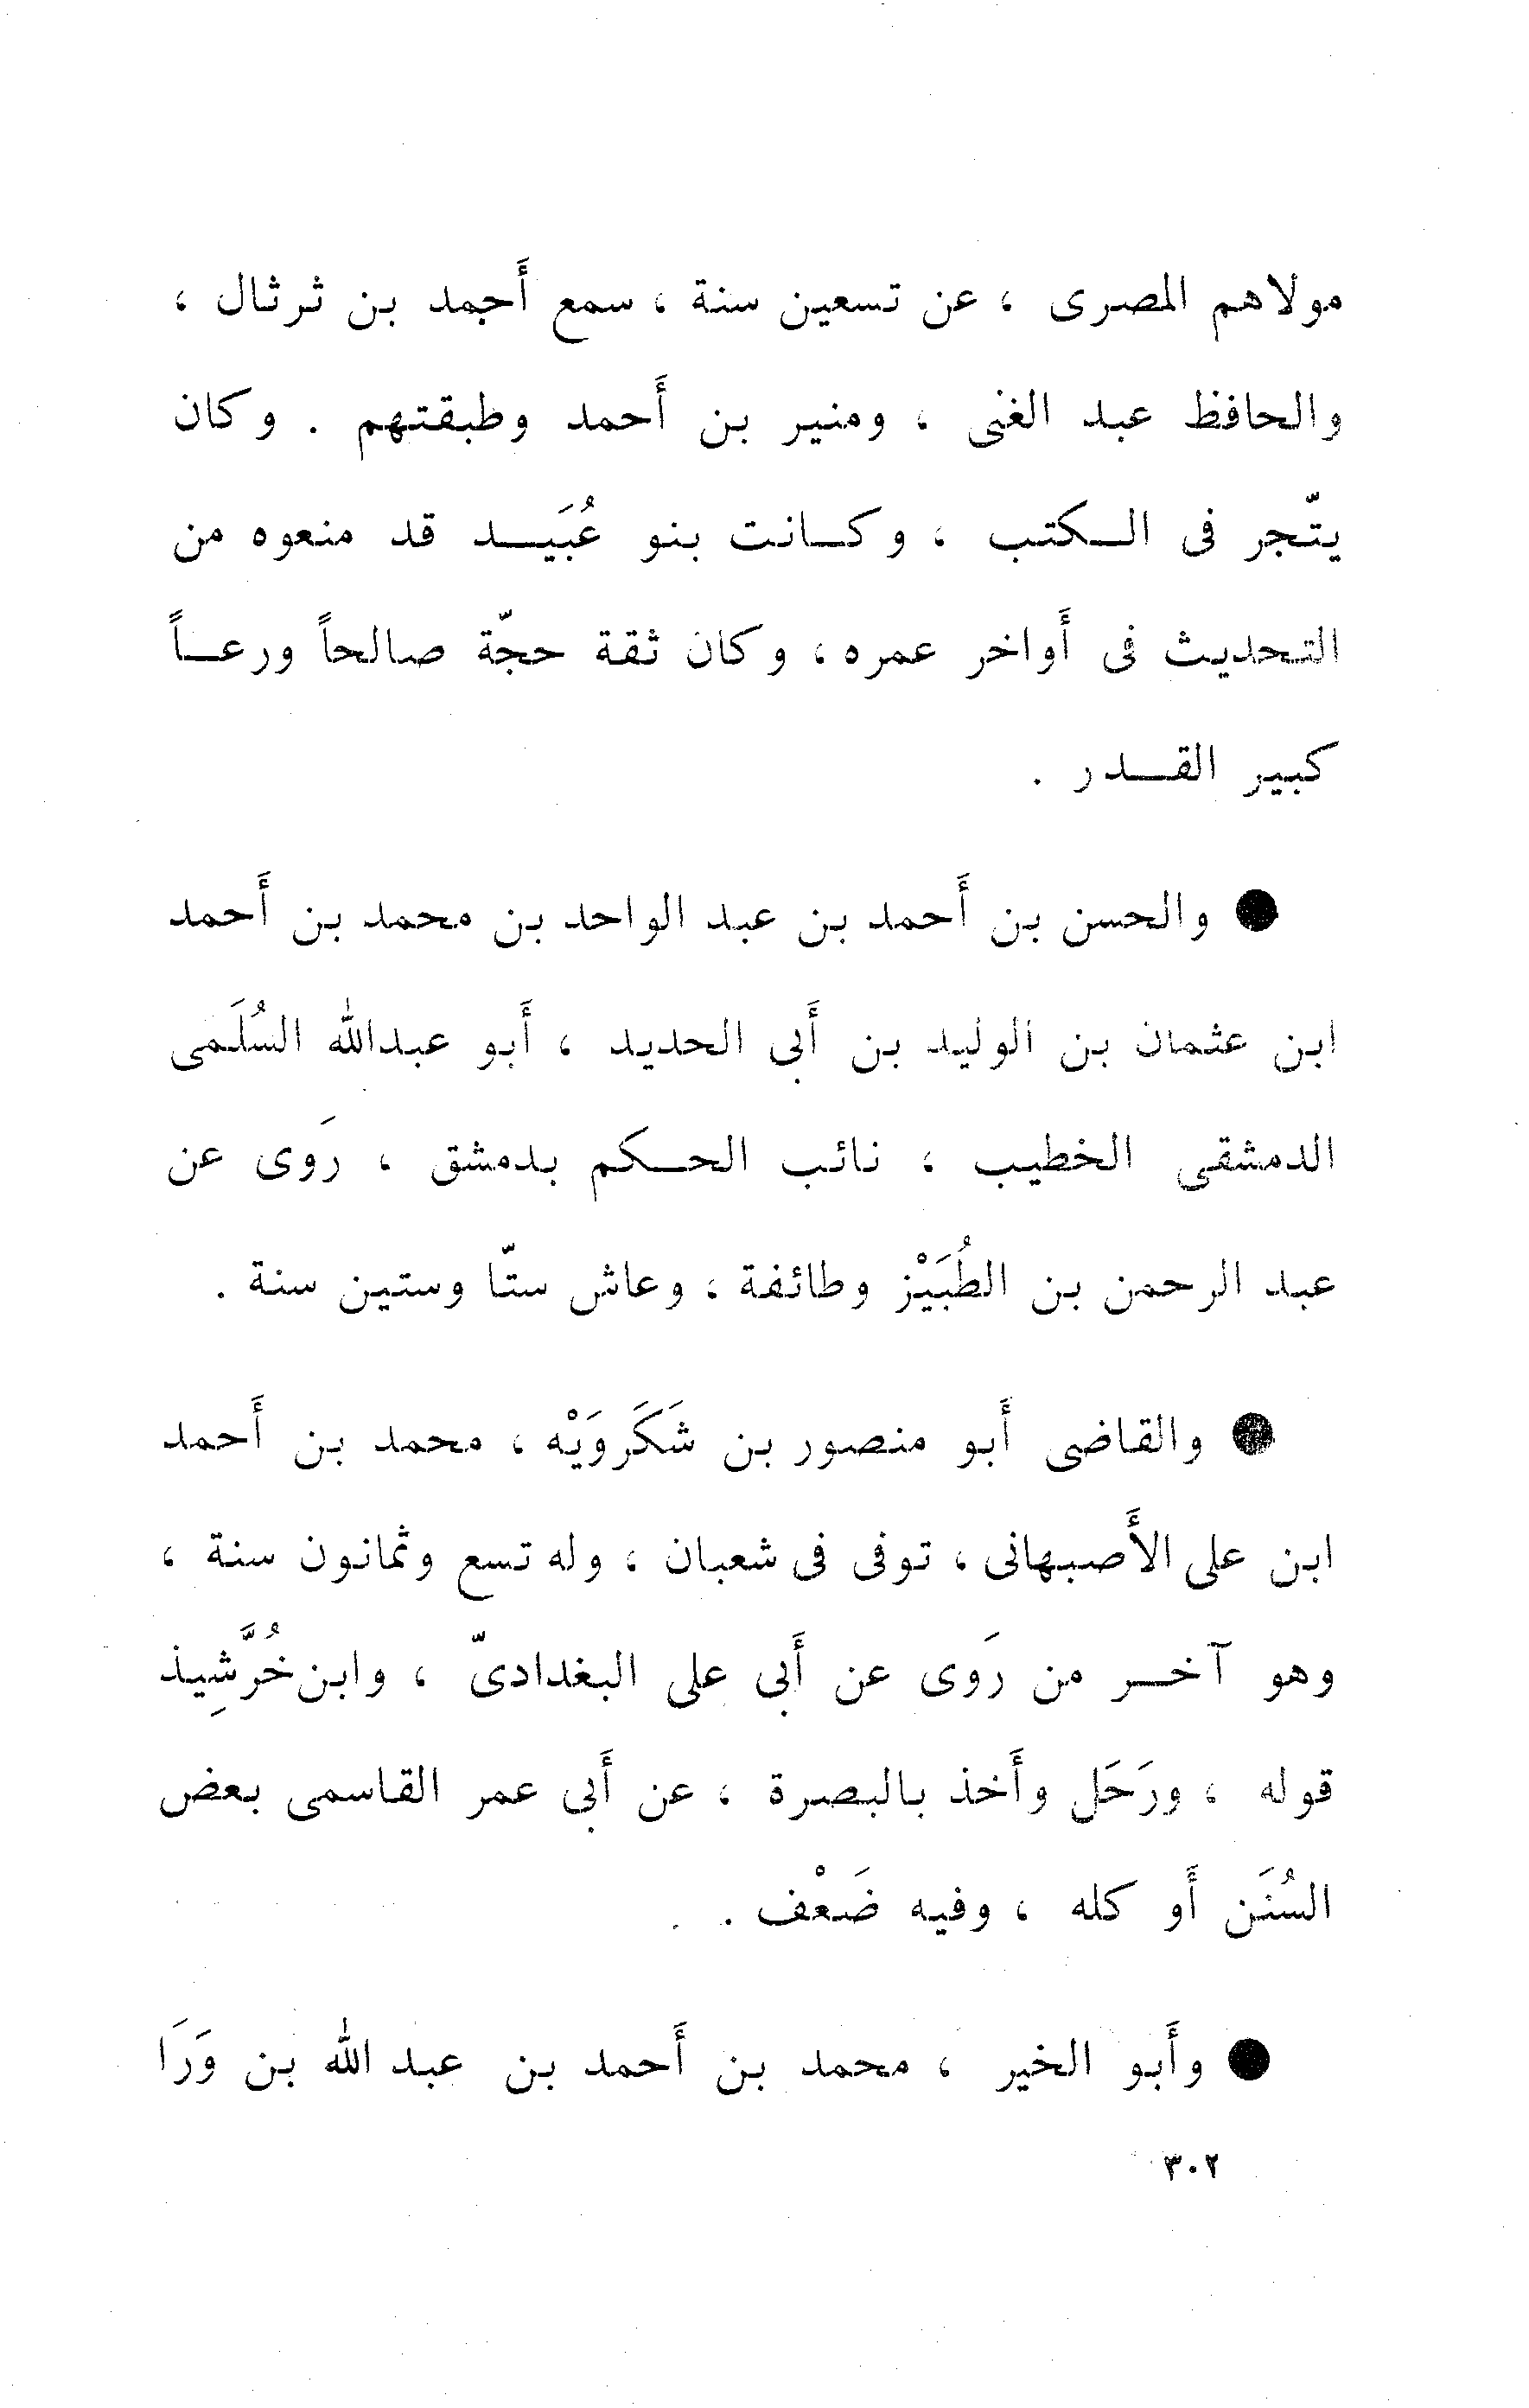 مولاهم المصرى ، عن تسعين سنة ، سمع أَحمد بن ثرثال ،
والحافظ عبد الغنى ، ومنير بن أَحمد وطبقتهم . وكان
يتّجر فى الكتب ، وكانت بنو عُبَيد قد منعوه من
التحديث فى أَواخر عمره ، وكان ثقة حجّة صالحاً ورعاً
كبير القدر .
● والحسن بن أَحمد بن عبد الواحد بن محمد بن أَحمد
ابن عثمان بن الوليد بن أَبى الحديد ، أَبو عبدالله السُلَمى
الدمشقى الخطيب ، نائب الحكم بدمشق ، رَوى عن
عبد الرحمن بن الطُبَيْز وطائفة ، وعاش ستّا وستين سنة .
● والقاضى أَبو منصور بن شَكَروَيْه ، محمد بن أَحمد
ابن على الأَصبهانى ، توفى فى شعبان ، وله تسع وثمانون سنة ،
وهو آخر من رَوى عن أَبى على البغدادىّ ، وابن خُرَّشِيذ
قوله ، ورَحَل وأَخذ بالبصرة ، عن أَبى عمر القاسمى بعض
السُنَن أَو كله ، وفيه ضَعْف .
● وأَبو الخير ، محمد بن أَحمد بن عبد الله بن وَرَا
٣٠٢